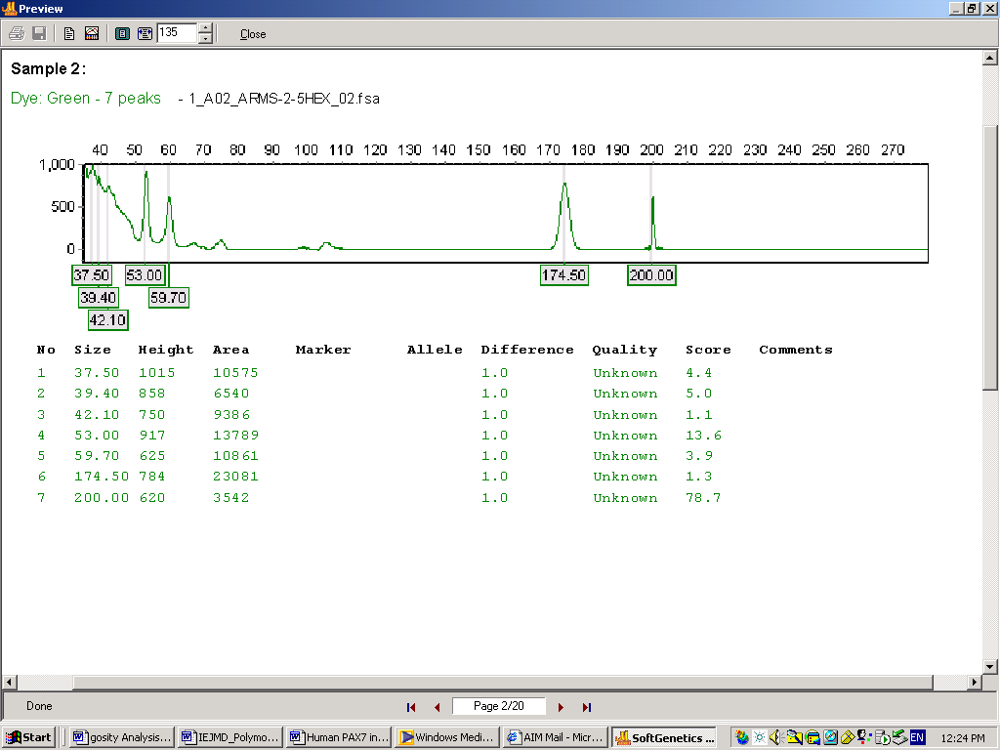 Preview
135 Close
Sample 2:
Dye: Green - 7 peaks - 1_A02_ARMS-2-5HEX_02.fsa
40 50 60 70 80 90 100 110 120 130 140 150 160 170 180 190 200 210 220 230 240 250 260 270
1,000
500
0
37.50 53.00 174.50 200.00
39.40 59.70
42.10
No Size Height Area Marker Allele Difference Quality Score Comments
1 37.50 1015 10575 1.0 Unknown 4.4
2 39.40 858 6540 1.0 Unknown 5.0
3 42.10 750 9386 1.0 Unknown 1.1
4 53.00 917 13789 1.0 Unknown 13.6
5 59.70 625 10861 1.0 Unknown 3.9
6 174.50 784 23081 1.0 Unknown 1.3
7 200.00 620 3542 1.0 Unknown 78.7
Done Page 2/20
Start gosity Analysis... IEJMD_Polymo... Human PAX7 in... Windows Medi... AIM Mail - Micr... SoftGenetics ... EN 12:24 PM